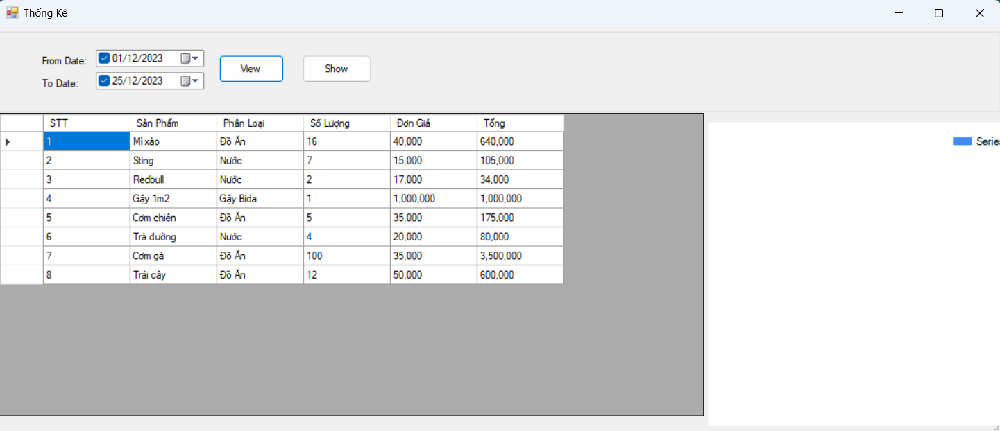 Thống Kê
From Date: 01/12/2023
View Show
To Date: 25/12/2023
STT Sản Phẩm Phân Loại Số Lượng Đơn Giá Tổng
1 Mì xào Đồ Ăn 16 40,000 640,000
2 Sting Nước 7 15,000 105,000
3 Redbull Nước 2 17,000 34,000
4 Gậy 1m2 Gậy Bida 1 1,000,000 1,000,000
5 Cơm chiên Đồ Ăn 5 35,000 175,000
6 Trà đường Nước 4 20,000 80,000
7 Cơm gà Đồ Ăn 100 35,000 3,500,000
8 Trái cây Đồ Ăn 12 50,000 600,000
Serie